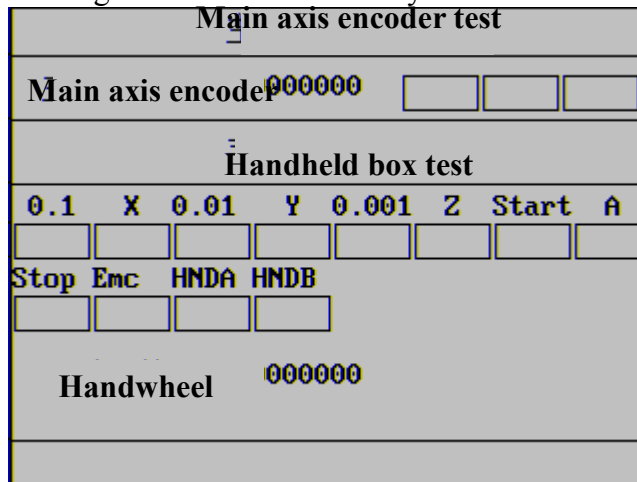 Main axis encoder test
Main axis encoder 000000
Handheld box test
0.1 X 0.01 Y 0.001 Z Start A
Stop Emc HNDA HNDB
Handwheel 000000